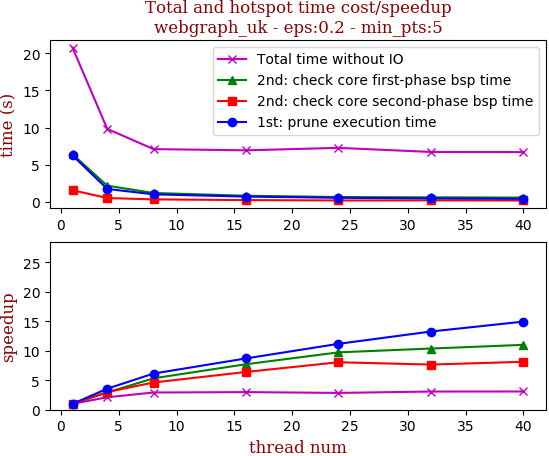 Total and hotspot time cost/speedup
webgraph_uk - eps:0.2 - min_pts:5
time (s)
20
15
10
5
0
Total time without IO
2nd: check core first-phase bsp time
2nd: check core second-phase bsp time
1st: prune execution time
0 5 10 15 20 25 30 35 40
speedup
25
20
15
10
5
0
0 5 10 15 20 25 30 35 40
thread num